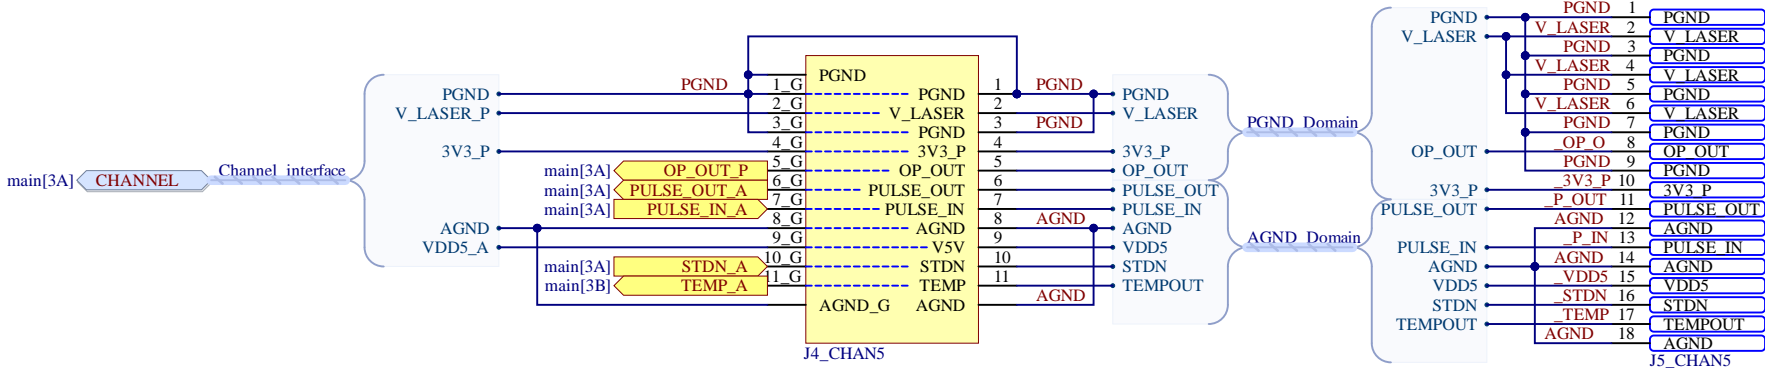 main[3A] CHANNEL Channel_interface
PGND
V_LASER_P
3V3_P
AGND
VDD5_A
PGND
main[3A] OP_OUT_P
main[3A] PULSE_OUT_A
main[3A] PULSE_IN_A
main[3A] STDN_A
main[3B] TEMP_A
1_G
2_G
3_G
4_G
5_G
6_G
7_G
8_G
9_G
10_G
11_G
PGND
PGND
V_LASER
PGND
3V3_P
OP_OUT
PULSE_OUT
PULSE_IN
AGND
V5V
STDN
TEMP
AGND_G AGND
J4_CHAN5
1 PGND
2
3 PGND
4
5
6
7
8 AGND
9
10
11
AGND
PGND
V_LASER
3V3_P
OP_OUT
PULSE_OUT
PULSE_IN
AGND
VDD5
STDN
TEMPOUT
PGND_Domain
AGND_Domain
PGND
V_LASER
OP_OUT
3V3_P
PULSE_OUT
PULSE_IN
AGND
VDD5
STDN
TEMPOUT
PGND 1 PGND
V_LASER 2 V_LASER
PGND 3 PGND
V_LASER 4 V_LASER
PGND 5 PGND
V_LASER 6 V_LASER
PGND 7 PGND
_OP_O 8 OP_OUT
PGND 9 PGND
_3V3_P 10 3V3_P
_P_OUT 11 PULSE_OUT
AGND 12 AGND
_P_IN 13 PULSE_IN
AGND 14 AGND
_VDD5 15 VDD5
_STDN 16 STDN
_TEMP 17 TEMPOUT
AGND 18 AGND
J5_CHAN5